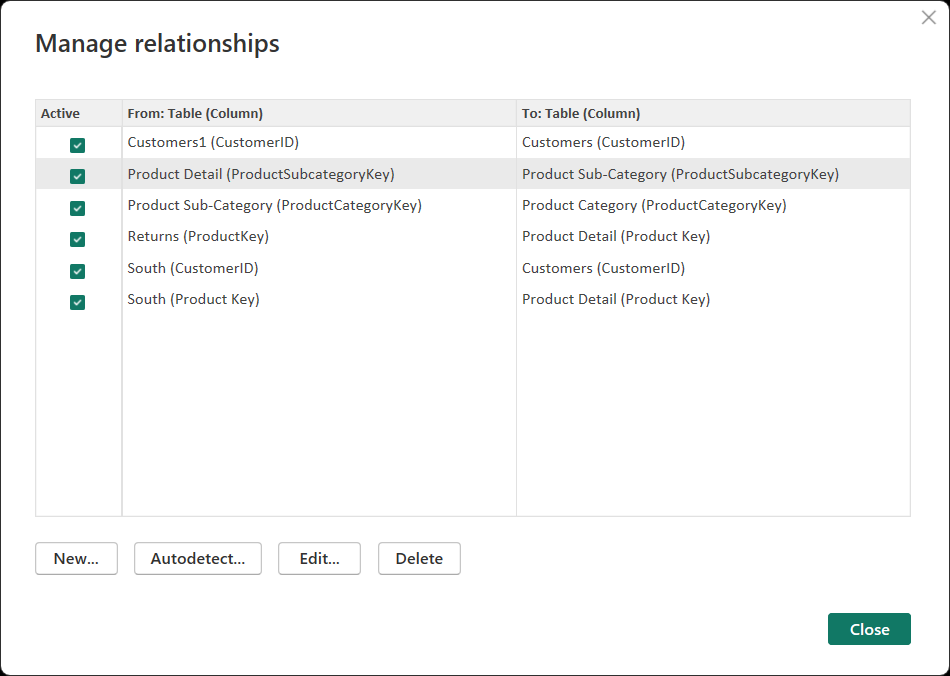 Manage relationships
Active From: Table (Column) To: Table (Column)
Customers1 (CustomerID) Customers (CustomerID)
Product Detail (ProductSubcategoryKey) Product Sub-Category (ProductSubcategoryKey)
Product Sub-Category (ProductCategoryKey) Product Category (ProductCategoryKey)
Returns (ProductKey) Product Detail (Product Key)
South (CustomerID) Customers (CustomerID)
South (Product Key) Product Detail (Product Key)
New... Autodetect... Edit... Delete
Close